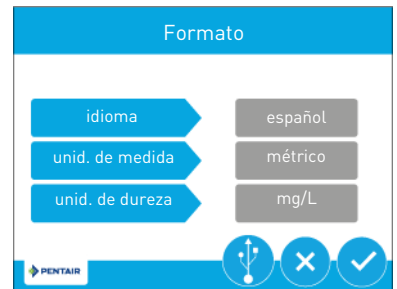 Formato
idioma español
unid. de medida métrico
unid. de dureza mg/L
PENTAIR